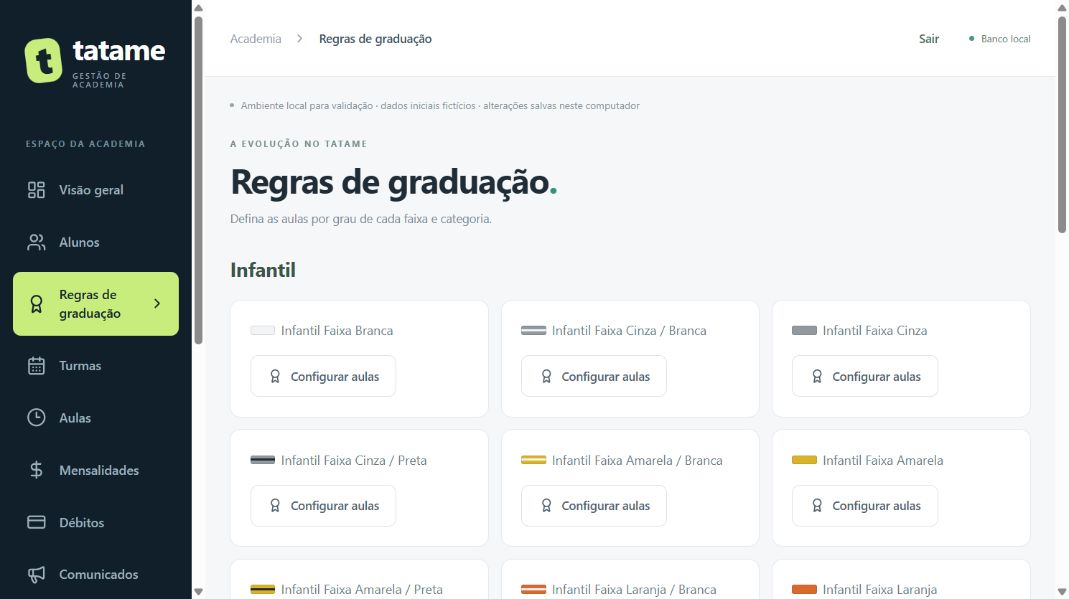 tatame
GESTÃO DE
ACADEMIA
ESPAÇO DA ACADEMIA
Visão geral
Alunos
Regras de
graduação
Turmas
Aulas
Mensalidades
Débitos
Comunicados
Academia
Regras de graduação
Sair
Banco local
Ambiente local para validação · dados iniciais fictícios · alterações salvas neste computador
A EVOLUÇÃO NO TATAME
Regras de graduação.
Defina as aulas por grau de cada faixa e categoria.
Infantil
Infantil Faixa Branca
Configurar aulas
Infantil Faixa Cinza / Branca
Configurar aulas
Infantil Faixa Cinza
Configurar aulas
Infantil Faixa Cinza / Preta
Configurar aulas
Infantil Faixa Amarela / Branca
Configurar aulas
Infantil Faixa Amarela
Configurar aulas
Infantil Faixa Amarela / Preta
Infantil Faixa Laranja / Branca
Infantil Faixa Laranja